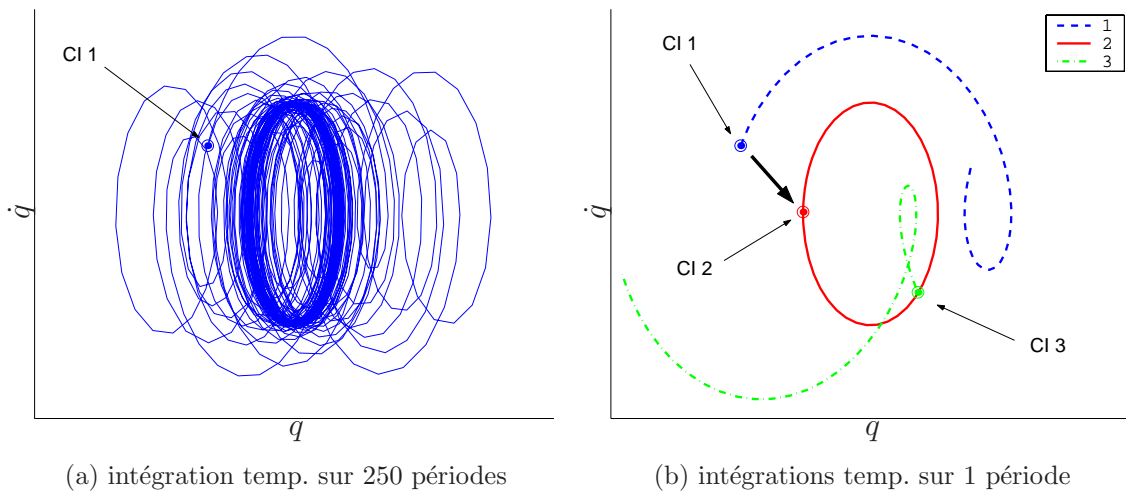 CI 1
q̇
q
(a) intégration temp. sur 250 périodes
CI 1
1
2
3
q̇
CI 2
CI 3
q
(b) intégrations temp. sur 1 période